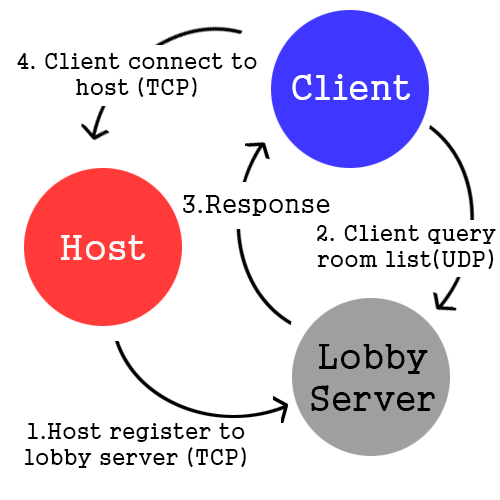 4. Client connect to
host (TCP)
Client
3.Response
Host
2. Client query
room list(UDP)
Lobby
Server
1.Host register to
lobby server (TCP)